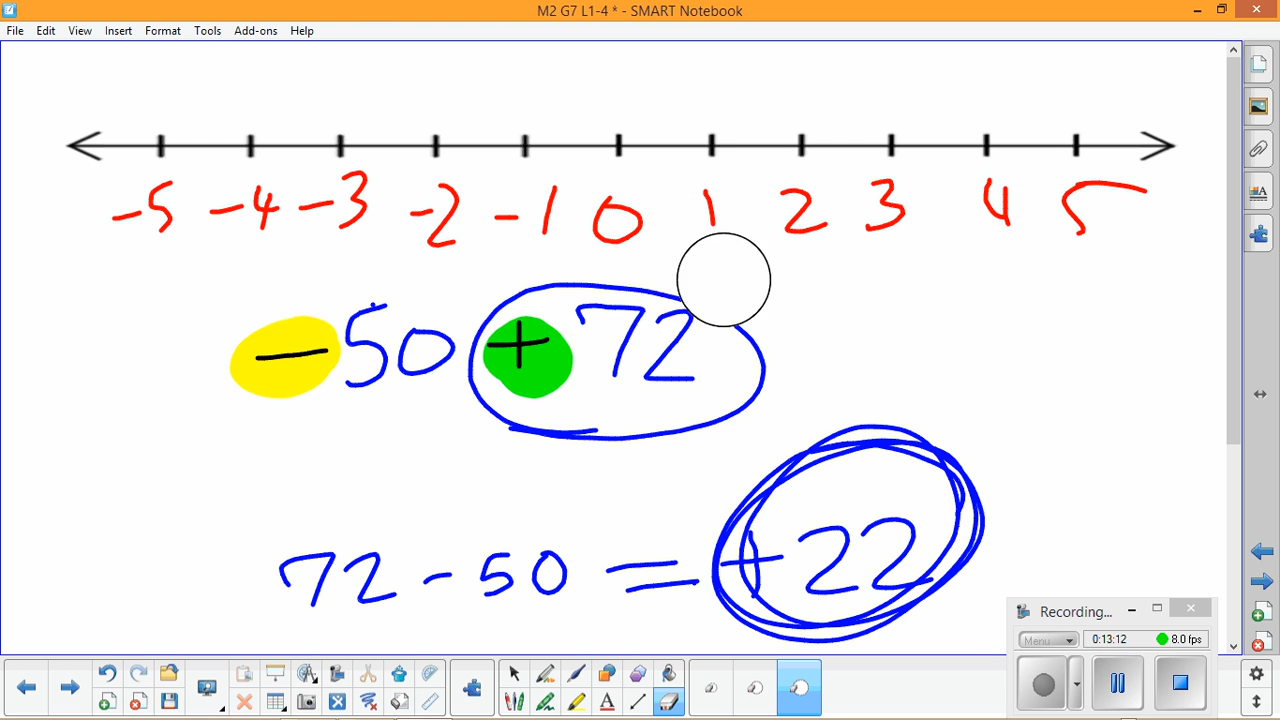 M2 G7 L1-4 * - SMART Notebook
File Edit View Insert Format Tools Add-ons Help
-5 -4 -3 -2 -1 0 1 2 3 4 5
- 50 + 72
72 - 50 = + 22
Recording...
Menu 0:13:12 8.0 fps